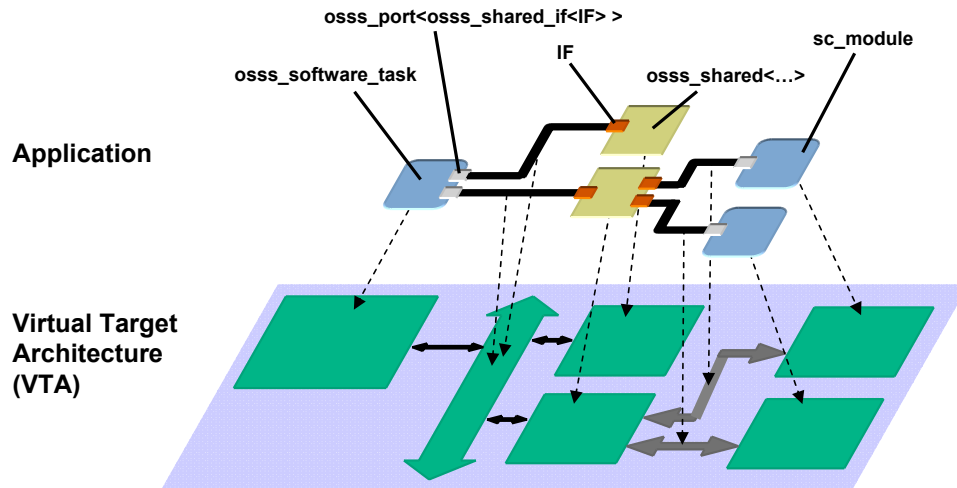 osss_port<osss_shared_if<IF> >
sc_module
IF
osss_software_task
osss_shared<...>
Application
Virtual Target
Architecture
(VTA)